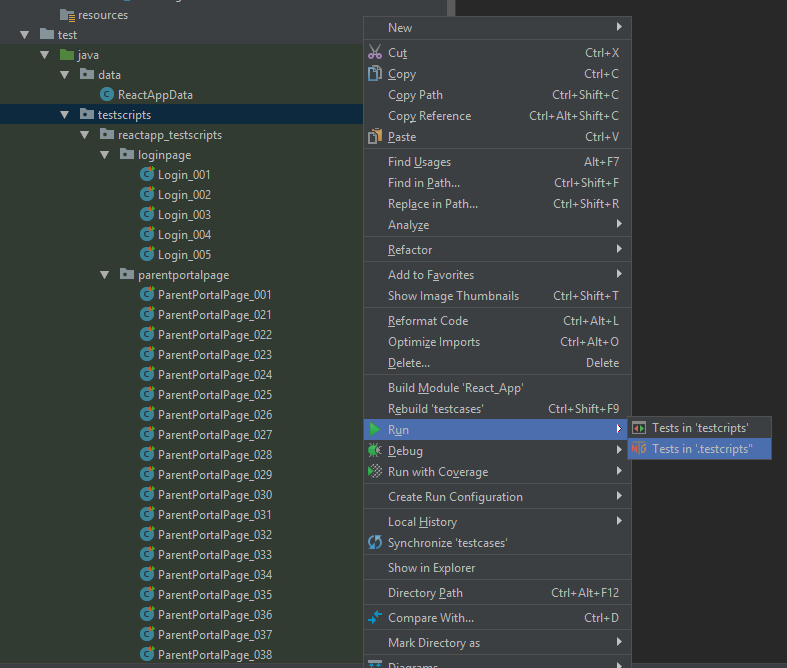 resources
test
java
data
ReactAppData
testscripts
reactapp_testscripts
loginpage
Login_001
Login_002
Login_003
Login_004
Login_005
parentportalpage
ParentPortalPage_001
ParentPortalPage_021
ParentPortalPage_022
ParentPortalPage_023
ParentPortalPage_024
ParentPortalPage_025
ParentPortalPage_026
ParentPortalPage_027
ParentPortalPage_028
ParentPortalPage_029
ParentPortalPage_030
ParentPortalPage_031
ParentPortalPage_032
ParentPortalPage_033
ParentPortalPage_034
ParentPortalPage_035
ParentPortalPage_036
ParentPortalPage_037
ParentPortalPage_038
New
Cut Ctrl+X
Copy Ctrl+C
Copy Path Ctrl+Shift+C
Copy Reference Ctrl+Alt+Shift+C
Paste Ctrl+V
Find Usages Alt+F7
Find in Path... Ctrl+Shift+F
Replace in Path... Ctrl+Shift+R
Analyze
Refactor
Add to Favorites
Show Image Thumbnails Ctrl+Shift+T
Reformat Code Ctrl+Alt+L
Optimize Imports Ctrl+Alt+O
Delete... Delete
Build Module 'React_App'
Rebuild 'testcases' Ctrl+Shift+F9
Run
Debug
Run with Coverage
Create Run Configuration
Local History
Synchronize 'testcases'
Show in Explorer
Directory Path Ctrl+Alt+F12
Compare With... Ctrl+D
Mark Directory as
Diagrams
Tests in 'testcripts'
Tests in '.testcripts"